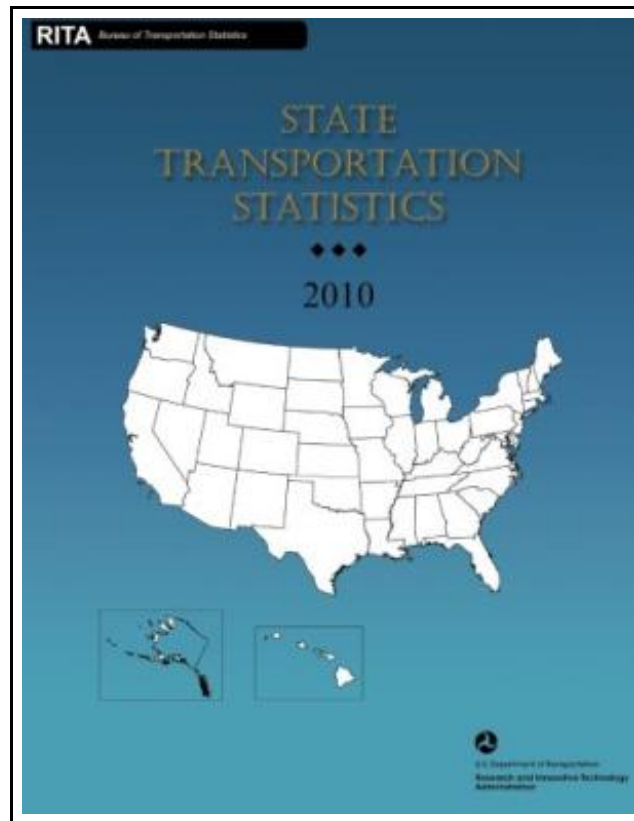 RITA Bureau of Transportation Statistics
STATE
TRANSPORTATION
STATISTICS
2010
U.S. Department of Transportation
Research and Innovative Technology
Administration